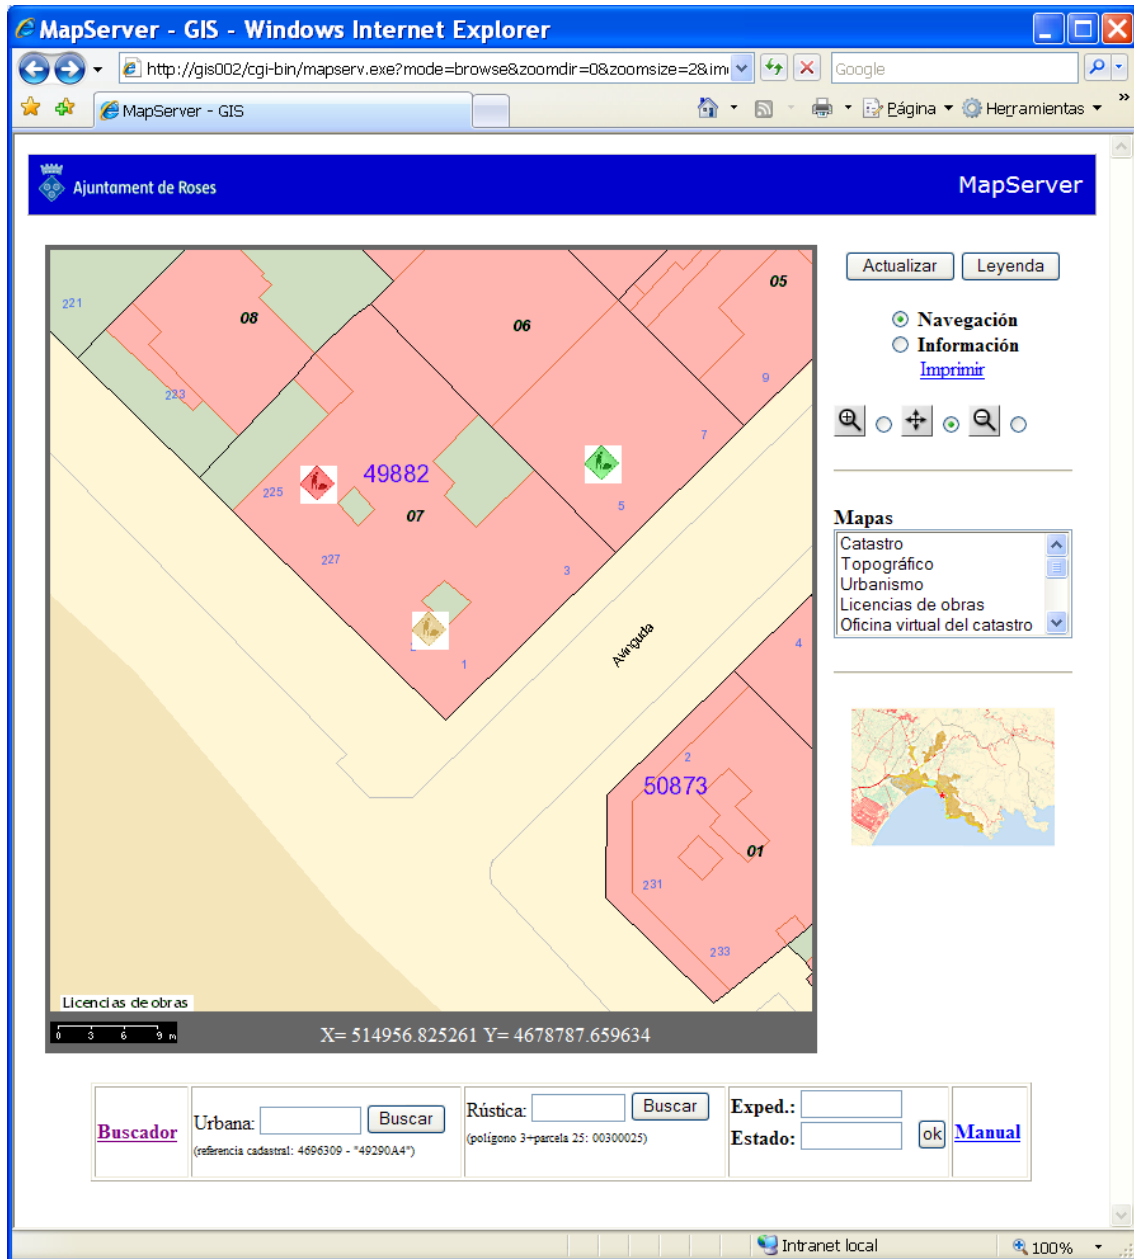 MapServer - GIS - Windows Internet Explorer
http://gis002/cgi-bin/mapserv.exe?mode=browse&zoomdir=0&zoomsize=2&im
Google
MapServer - GIS
Página
Herramientas
»
Ajuntament de Roses
MapServer
Actualizar
Leyenda
Navegación
Información
Imprimir
Mapas
Catastro
Topográfico
Urbanismo
Licencias de obras
Oficina virtual del catastro
221
08
06
05
223
9
7
49882
225
07
5
227
3
1
Avinguda
4
2
50873
01
231
233
Licencias de obras
0 3 6 9 m
X= 514956.825261 Y= 4678787.659634
Buscador
Urbana:
Buscar
(referencia cadastral: 4696309 - "49290A4")
Rústica:
Buscar
(polígono 3+parcela 25: 00300025)
Exped.:
Estado:
ok
Manual
Intranet local
100%